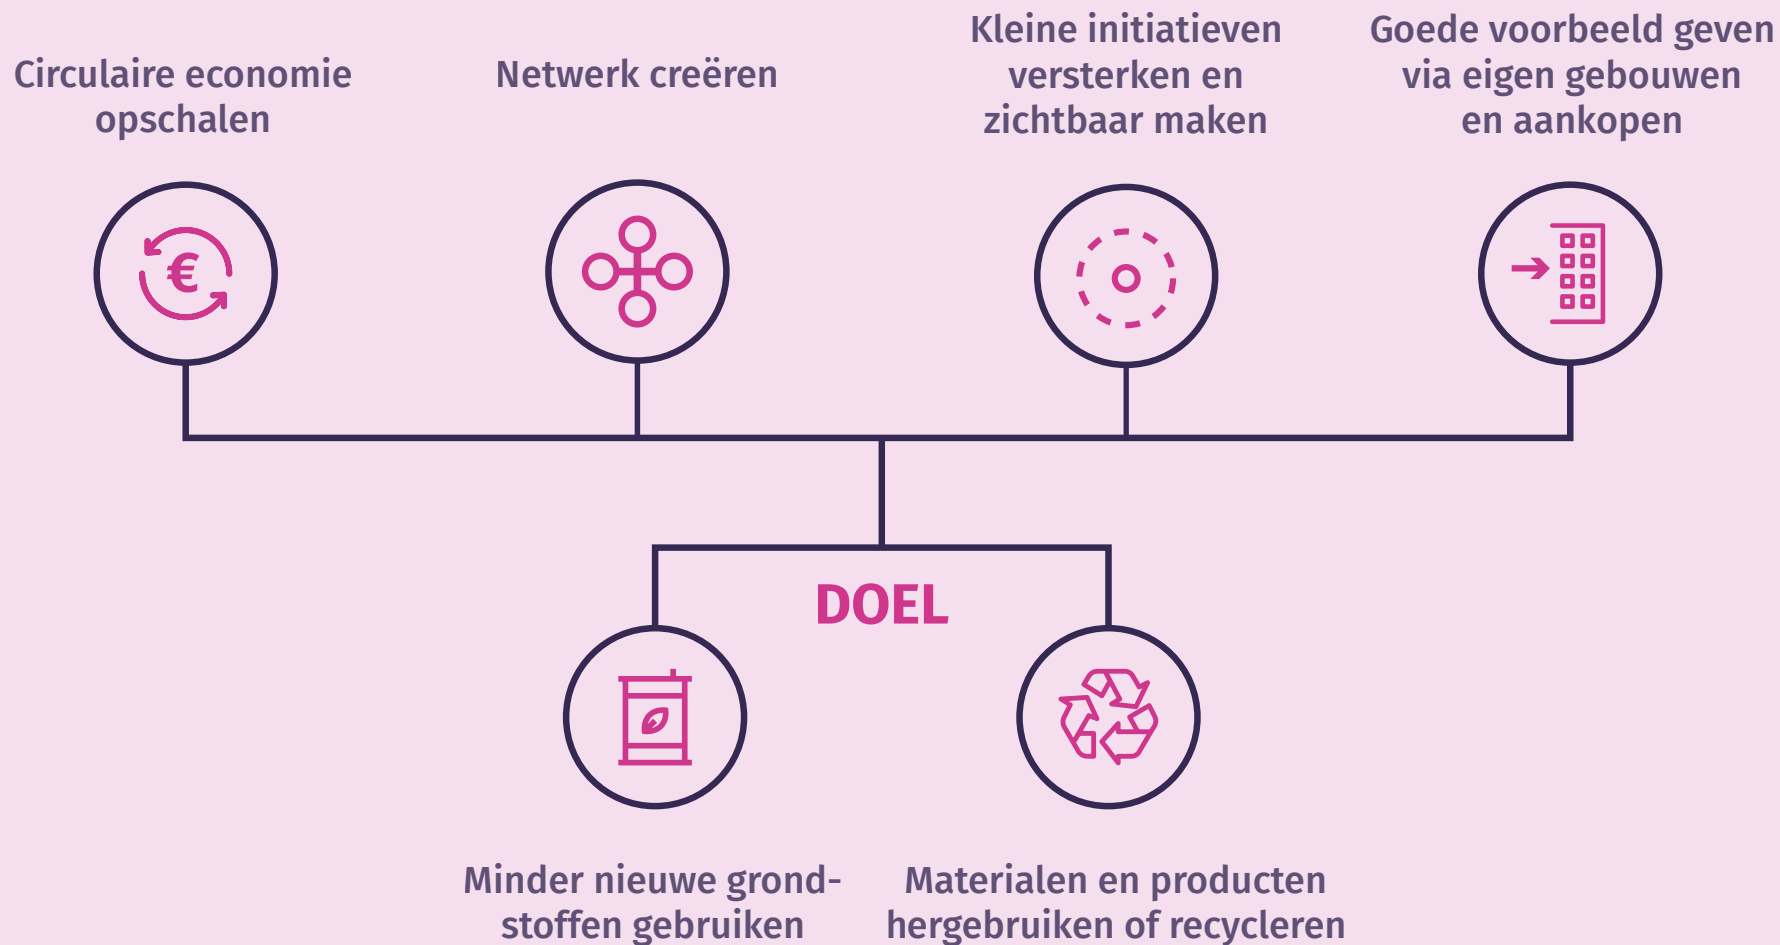 Circulaire economie
opschalen
Netwerk creëren
Kleine initiatieven
versterken en
zichtbaar maken
Goede voorbeeld geven
via eigen gebouwen
en aankopen
€
DOEL
Minder nieuwe grond-
stoffen gebruiken
Materialen en producten
hergebruiken of recycleren